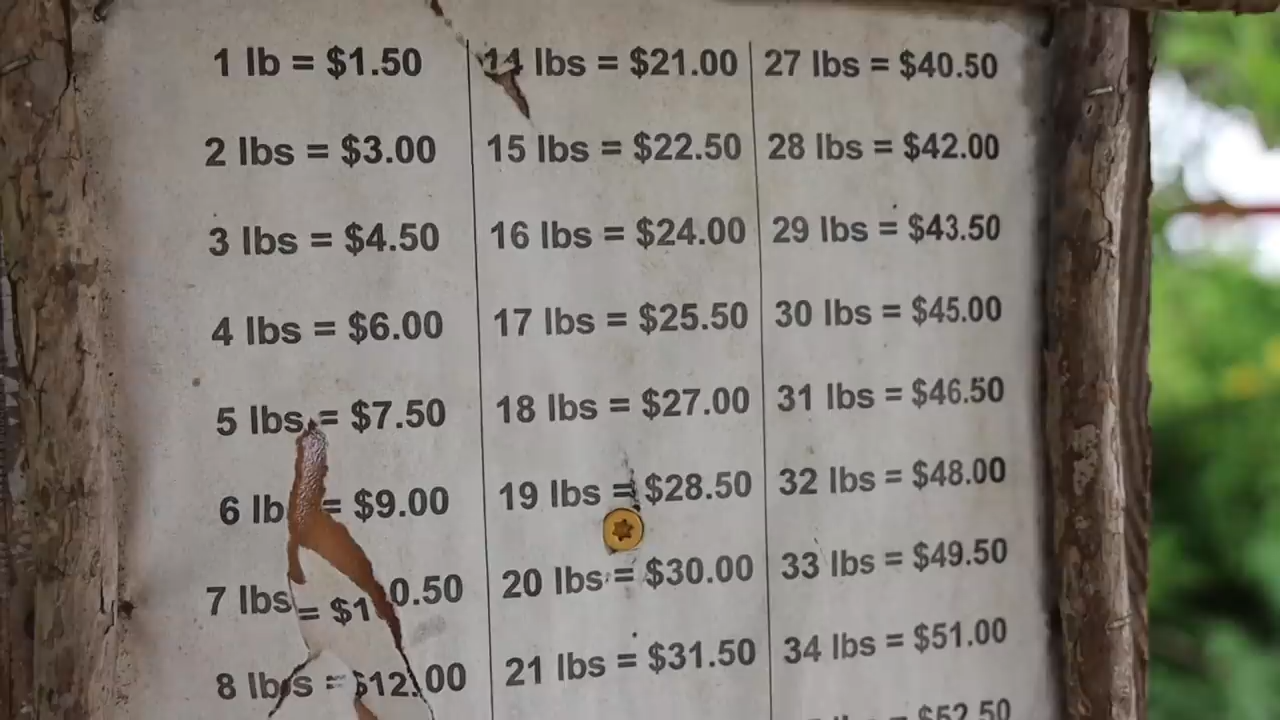 1 lb = $1.50
2 lbs = $3.00
3 lbs = $4.50
4 lbs = $6.00
5 lbs = $7.50
6 lb = $9.00
7 lbs = $10.50
8 lbs = $12.00
14 lbs = $21.00
15 lbs = $22.50
16 lbs = $24.00
17 lbs = $25.50
18 lbs = $27.00
19 lbs = $28.50
20 lbs = $30.00
21 lbs = $31.50
27 lbs = $40.50
28 lbs = $42.00
29 lbs = $43.50
30 lbs = $45.00
31 lbs = $46.50
32 lbs = $48.00
33 lbs = $49.50
34 lbs = $51.00
= $52.50